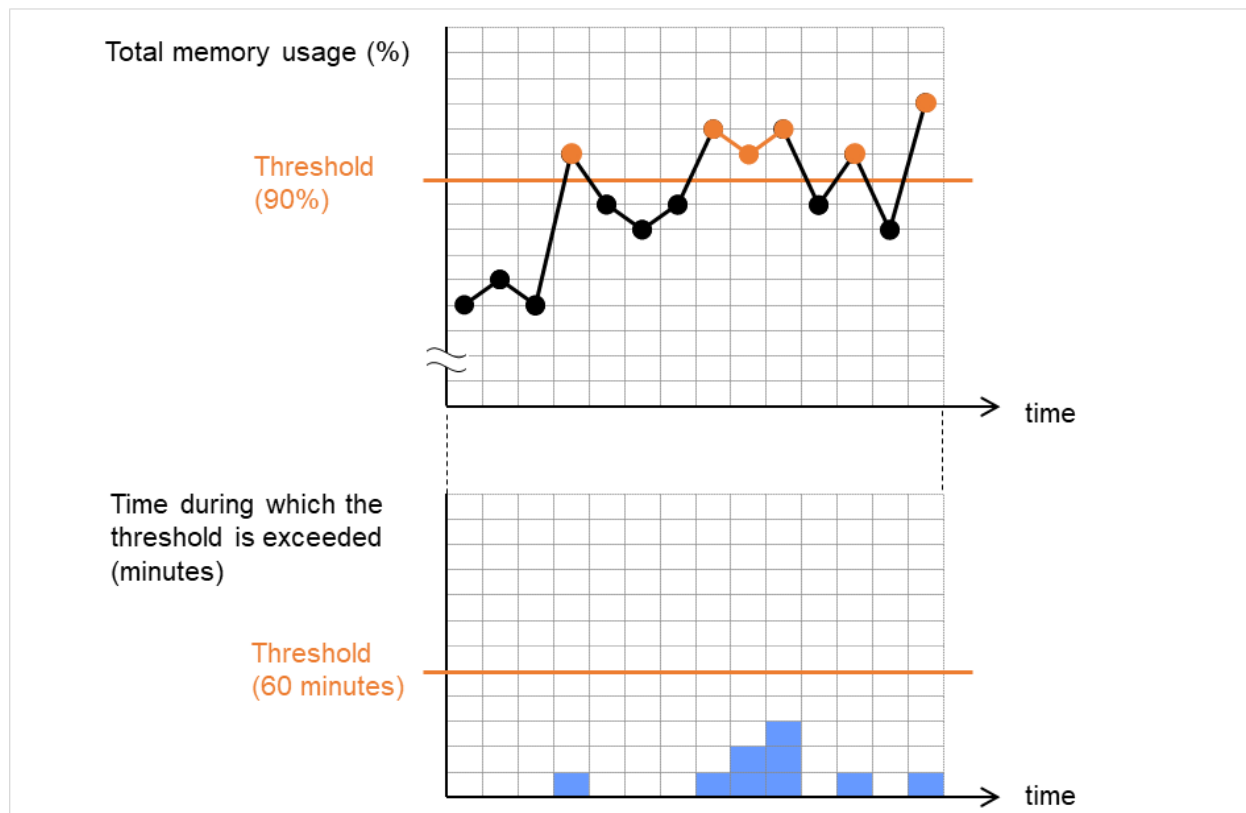 Total memory usage (%)
Threshold
(90%)
time
Time during which the
threshold is exceeded
(minutes)
Threshold
(60 minutes)
time